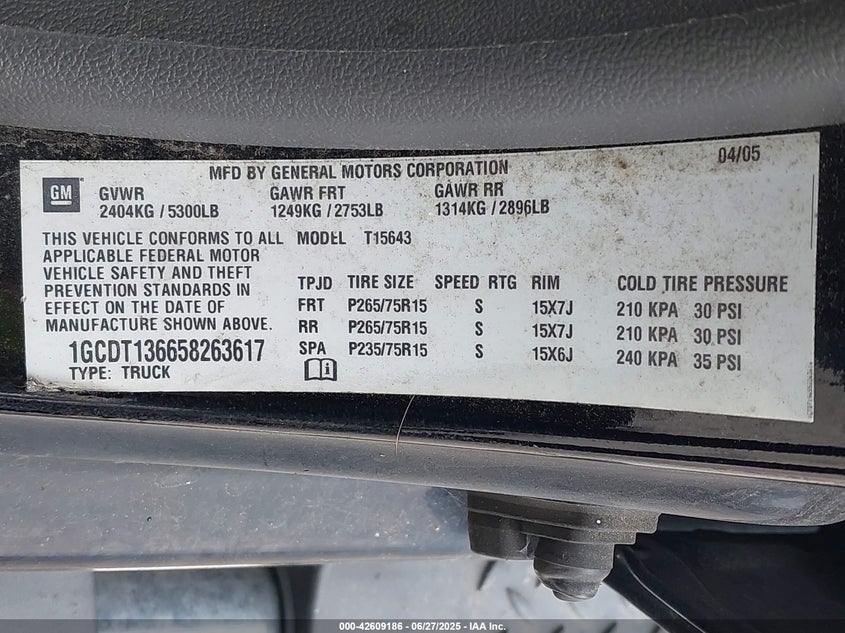 MFD BY GENERAL MOTORS CORPORATION 04/05
GM
GVWR GAWR FRT GAWR RR
2404KG / 5300LB 1249KG / 2753LB 1314KG / 2896LB
THIS VEHICLE CONFORMS TO ALL MODEL T15643
APPLICABLE FEDERAL MOTOR
VEHICLE SAFETY AND THEFT
PREVENTION STANDARDS IN
EFFECT ON THE DATE OF
MANUFACTURE SHOWN ABOVE.
1GCDT136658263617
TYPE: TRUCK
TPJD TIRE SIZE SPEED RTG RIM COLD TIRE PRESSURE
FRT P265/75R15 S 15X7J 210 KPA 30 PSI
RR P265/75R15 S 15X7J 210 KPA 30 PSI
SPA P235/75R15 S 15X6J 240 KPA 35 PSI
000-42609186 - 06/27/2025 - IAA Inc.